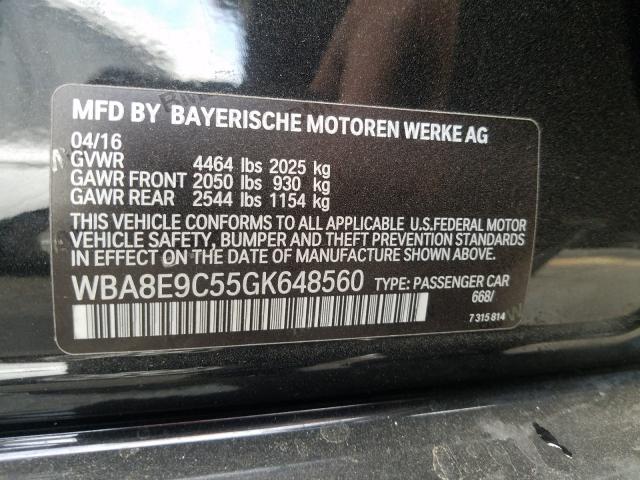 MFD BY BAYERISCHE MOTOREN WERKE AG
04/16
GVWR 4464 lbs 2025 kg
GAWR FRONT 2050 lbs 930 kg
GAWR REAR 2544 lbs 1154 kg
THIS VEHICLE CONFORMS TO ALL APPLICABLE U.S.FEDERAL MOTOR
VEHICLE SAFETY, BUMPER AND THEFT PREVENTION STANDARDS
IN EFFECT ON THE DATE OF MANUFACTURE SHOWN ABOVE.
WBA8E9C55GK648560 TYPE: PASSENGER CAR
668/
7 315 814